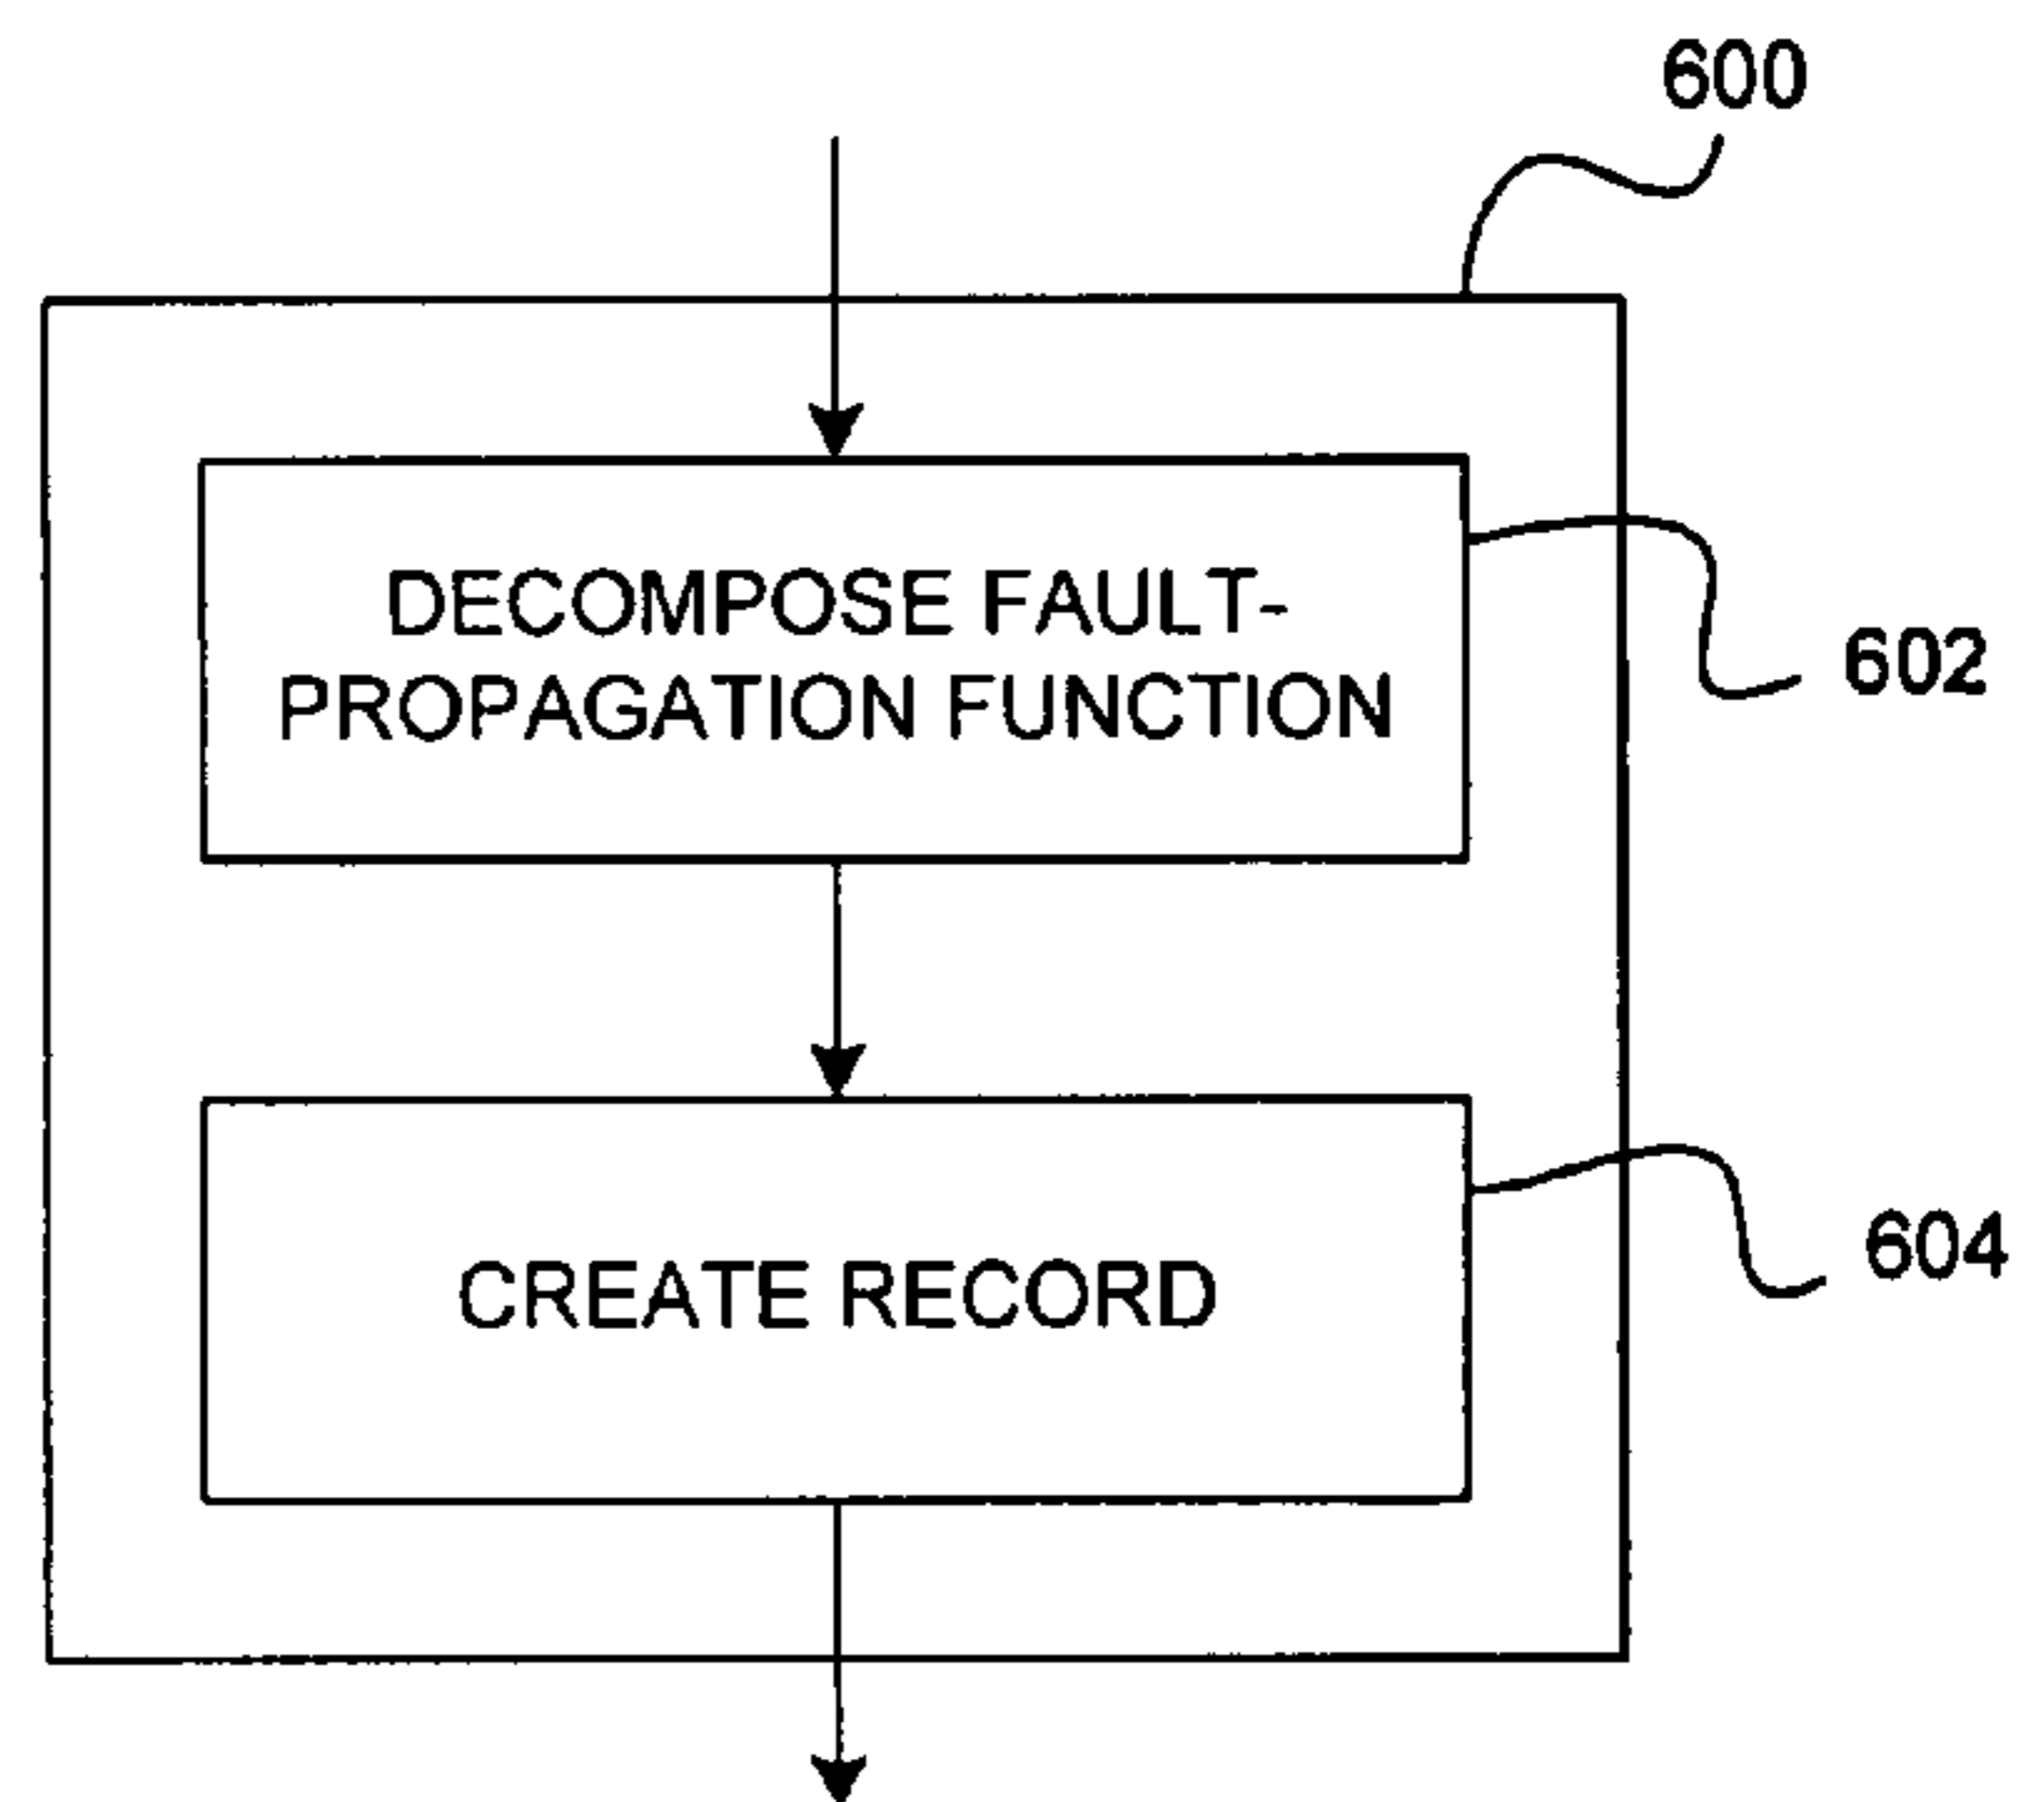 600
DECOMPOSE FAULT-
PROPAGATION FUNCTION
602
CREATE RECORD
604